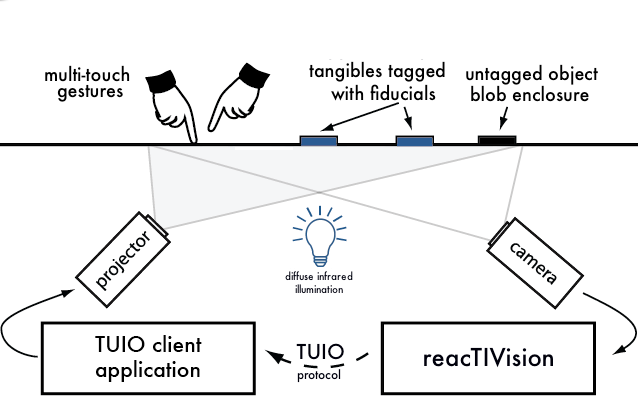 multi-touch
gestures
tangibles tagged
with fiducials
untagged object
blob enclosure
projector
camera
diffuse infrared
illumination
TUIO client
application
TUIO
protocol
reacTIVision